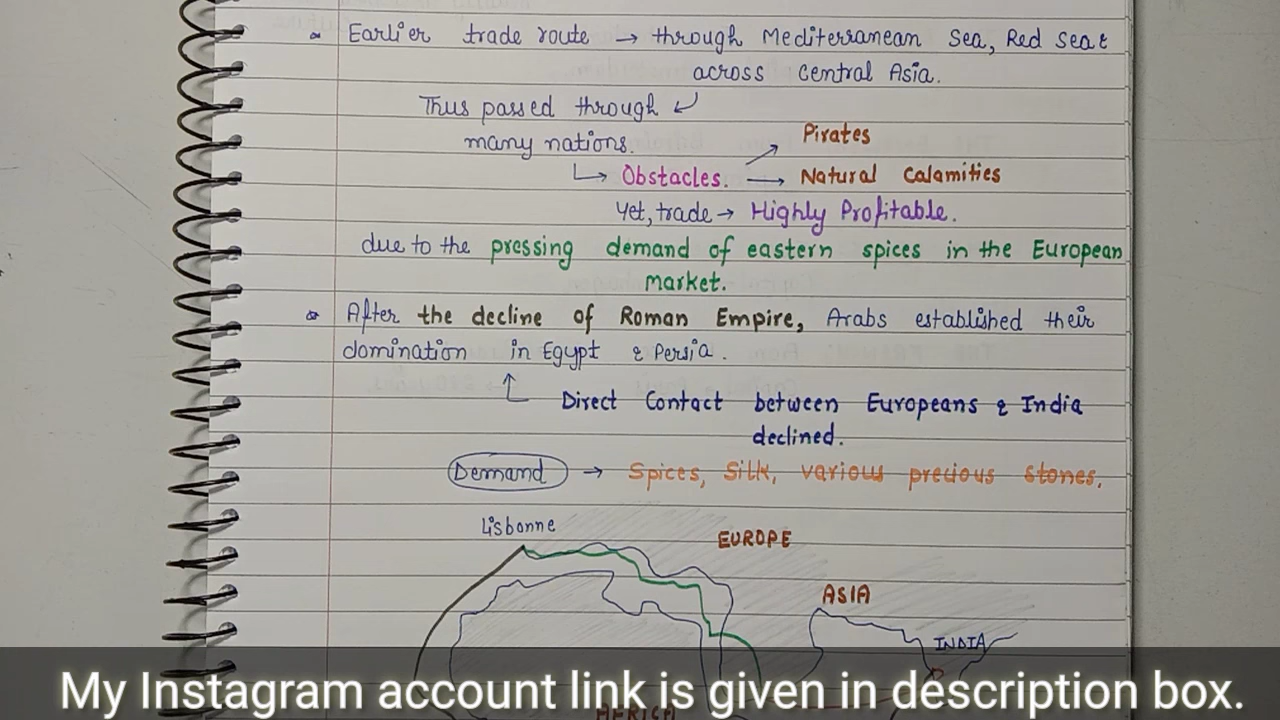 Earlier trade route → through Mediterranean Sea, Red Sea &
across Central Asia.
Thus passed through ↙
many nations.
Pirates
↳ Obstacles. → Natural Calamities
Yet, trade → Highly Profitable.
due to the pressing demand of eastern spices in the European
market.
After the decline of Roman Empire, Arabs established their
domination in Egypt & Persia.
Direct Contact between Europeans & India
declined.
Demand → Spices, Silk, various precious stones.
Lisbonne
EUROPE
ASIA
INDIA
AFRICA
My Instagram account link is given in description box.